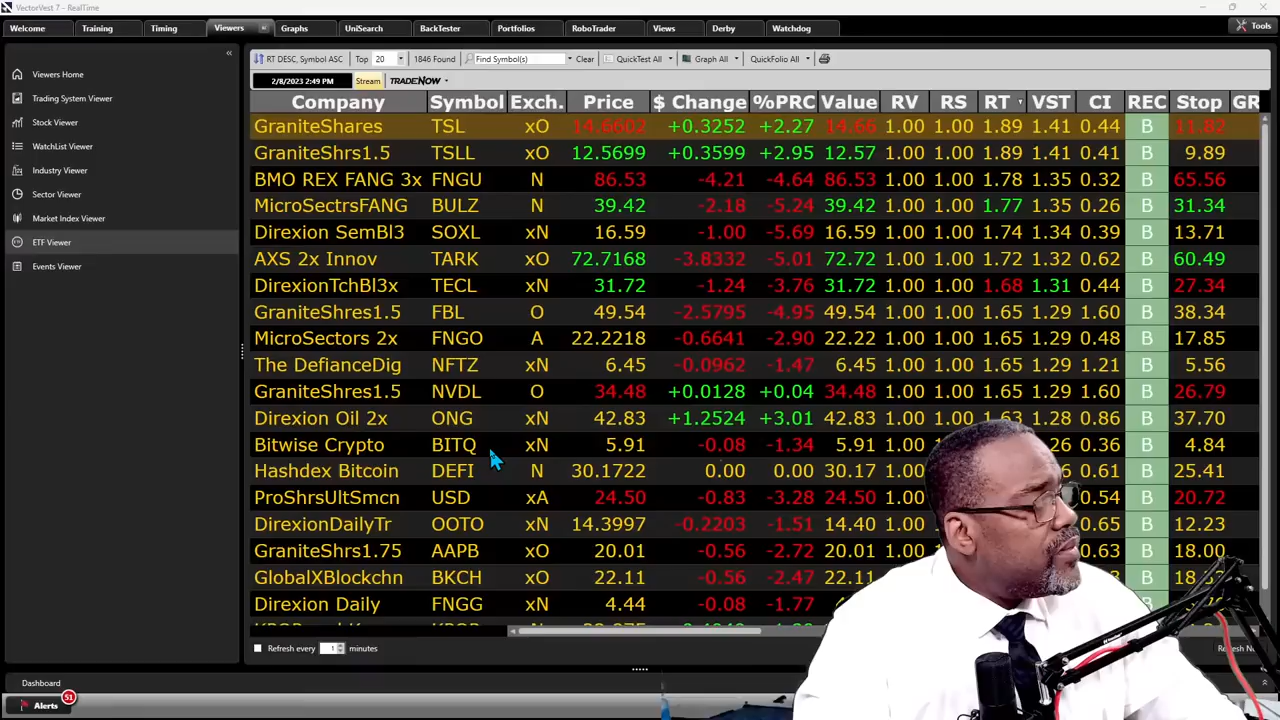 VectorVest 7 - RealTime
Welcome Training Timing Viewers Graphs UniSearch BackTester Portfolios RoboTrader Views Derby Watchdog Tools
RT DESC, Symbol ASC Top 20 1846 Found Find Symbol(s) Clear QuickTest All Graph All QuickFolio All
2/8/2023 2:49 PM Stream TRADENOW
Viewers Home
Trading System Viewer
Stock Viewer
WatchList Viewer
Industry Viewer
Sector Viewer
Market Index Viewer
ETF Viewer
Events Viewer
Company Symbol Exch. Price $ Change %PRC Value RV RS RT VST CI REC Stop GR
GraniteShares TSL xO 14.6602 +0.3252 +2.27 14.66 1.00 1.00 1.89 1.41 0.44 B 11.82
GraniteShrs1.5 TSLL xO 12.5699 +0.3599 +2.95 12.57 1.00 1.00 1.89 1.41 0.41 B 9.89
BMO REX FANG 3x FNGU N 86.53 -4.21 -4.64 86.53 1.00 1.00 1.78 1.35 0.32 B 65.56
MicroSectrsFANG BULZ N 39.42 -2.18 -5.24 39.42 1.00 1.00 1.77 1.35 0.26 B 31.34
Direxion SemBl3 SOXL xN 16.59 -1.00 -5.69 16.59 1.00 1.00 1.74 1.34 0.39 B 13.71
AXS 2x Innov TARK xO 72.7168 -3.8332 -5.01 72.72 1.00 1.00 1.74 1.32 0.62 B 60.49
DirexionTchBl3x TECL xN 31.72 -1.24 -3.76 31.72 1.00 1.00 1.68 1.31 0.44 B 27.34
GraniteShres1.5 FBL O 49.54 -2.5795 -4.95 49.54 1.00 1.00 1.65 1.29 0.44 B 38.34
MicroSectors 2x FNGO A 22.2218 -0.6641 -2.90 22.22 1.00 1.00 1.65 1.29 0.48 B 17.85
The DefianceDig NFTZ xN 6.45 -0.0962 -1.47 6.45 1.00 1.00 1.65 1.29 1.21 B 5.56
GraniteShres1.5 NVDL O 34.48 +0.0128 +0.04 34.48 1.00 1.00 1.65 1.29 1.60 B 26.79
Direxion Oil 2x ONG xN 42.83 +1.2524 +3.01 42.83 1.00 1.00 1.63 1.28 0.86 B 37.70
Bitwise Crypto BITQ xN 5.91 -0.08 -1.34 5.91 1.00 1.00 .26 0.36 B 4.84
Hashdex Bitcoin DEFI N 30.1722 0.00 0.00 30.17 1.00 0.61 B 25.41
ProShrsUltSmcn USD xA 24.50 -0.83 -3.28 24.50 1.00 0.54 B 20.72
DirexionDailyTr OOTO xN 14.3997 -0.2203 -1.51 14.40 1.00 0.65 B 12.23
GraniteShrs1.75 AAPB xO 20.01 -0.56 -2.72 20.01 1.00 0.63 B 18.00
GlobalXBlockchn BKCH xO 22.11 -0.56 -2.47 22.11 B
Direxion Daily FNGG xN 4.44 -0.08 -1.77 B
Refresh every 1 minutes
Dashboard
Alerts 51